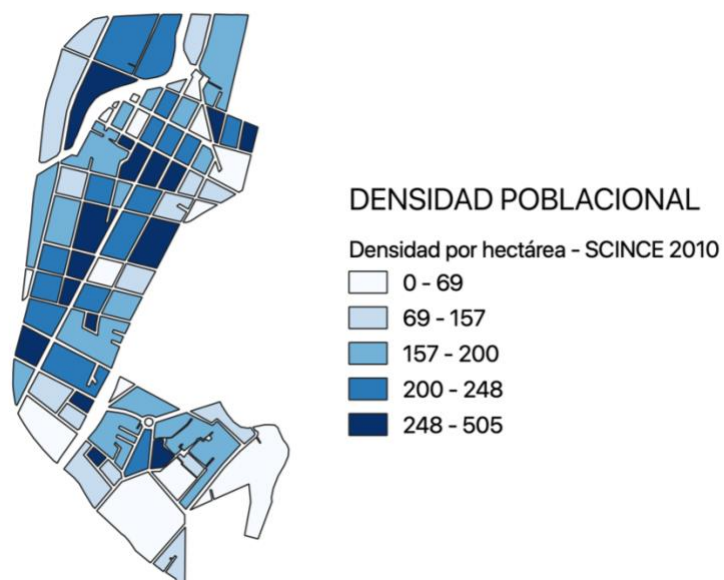 DENSIDAD POBLACIONAL
Densidad por hectárea - SCINCE 2010
0 - 69
69 - 157
157 - 200
200 - 248
248 - 505